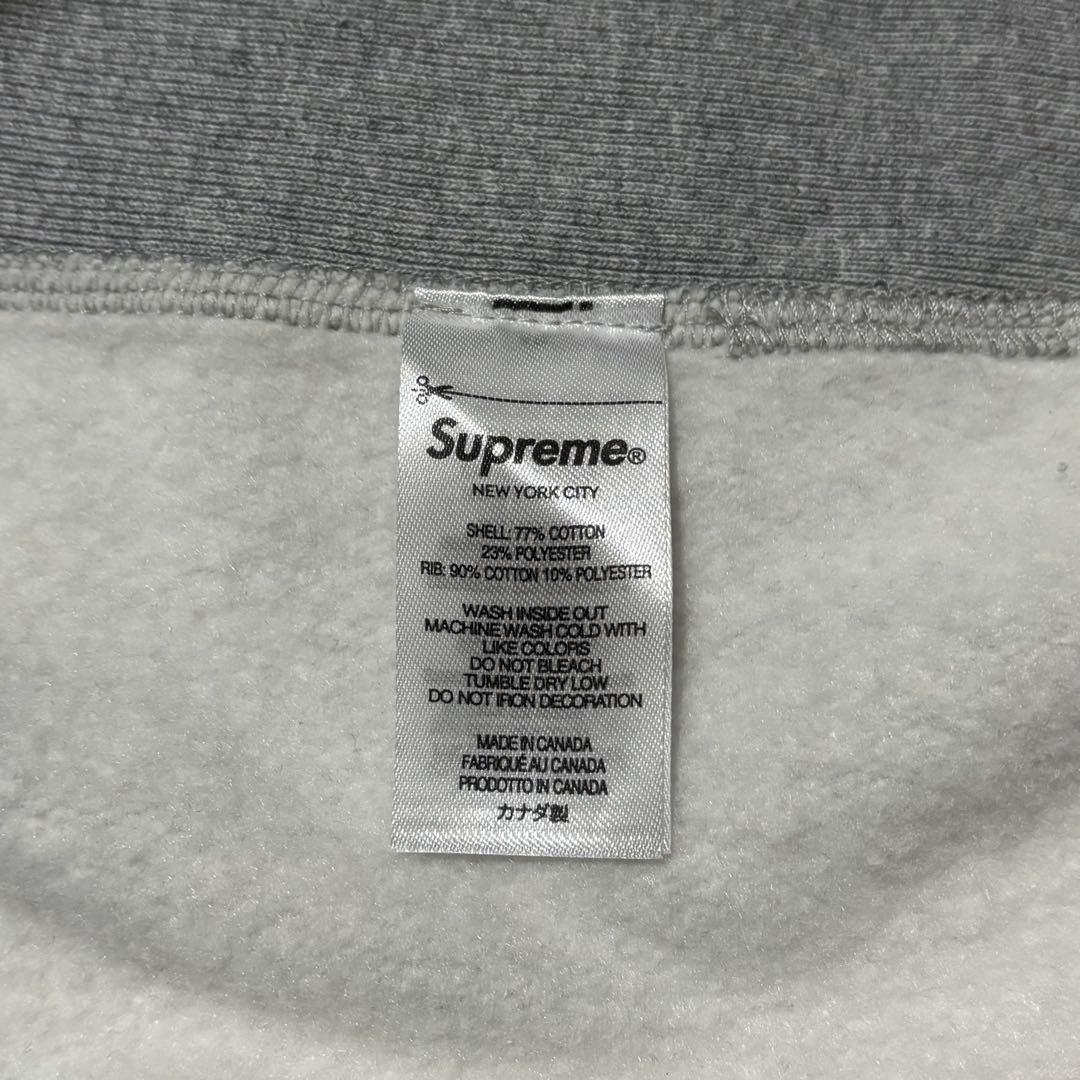 Supreme®
NEW YORK CITY
SHELL: 77% COTTON
23% POLYESTER
RIB: 90% COTTON 10% POLYESTER
WASH INSIDE OUT
MACHINE WASH COLD WITH
LIKE COLORS
DO NOT BLEACH
TUMBLE DRY LOW
DO NOT IRON DECORATION
MADE IN CANADA
FABRIQUÉ AU CANADA
PRODOTTO IN CANADA
カナダ製